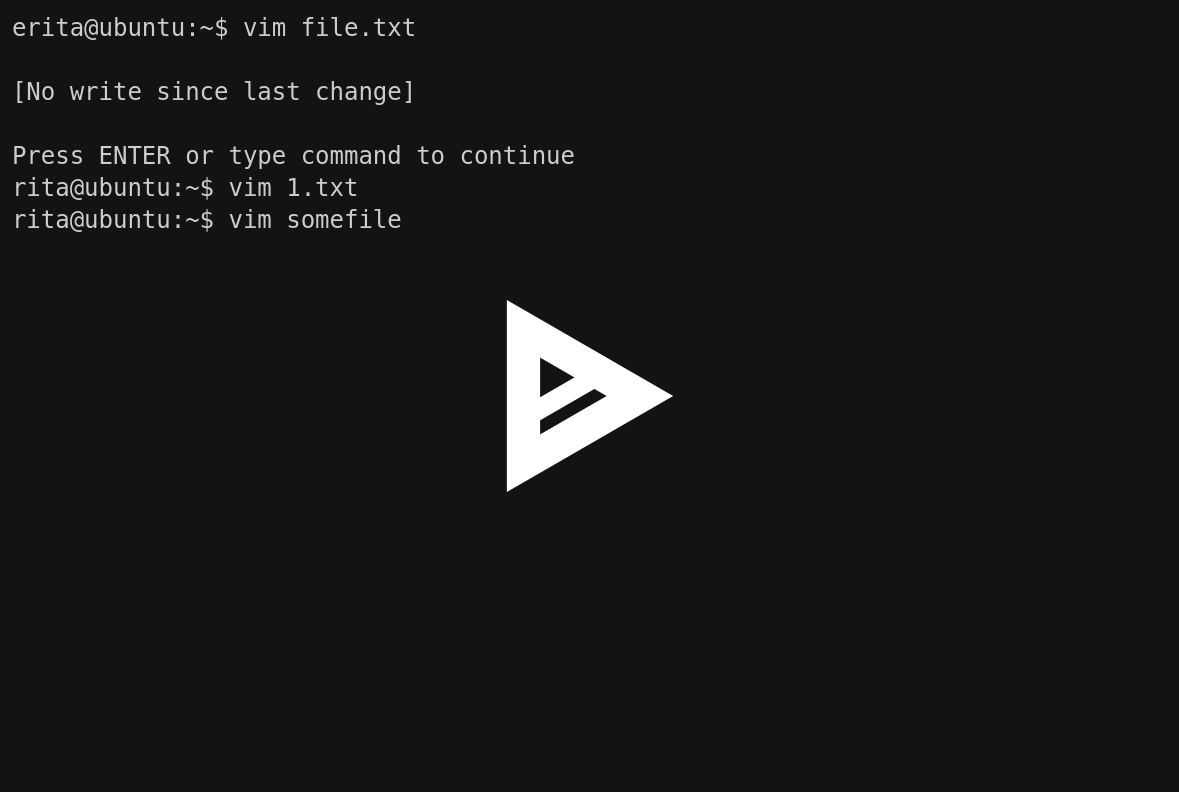 erita@ubuntu:~$ vim file.txt
[No write since last change]
Press ENTER or type command to continue
rita@ubuntu:~$ vim 1.txt
rita@ubuntu:~$ vim somefile